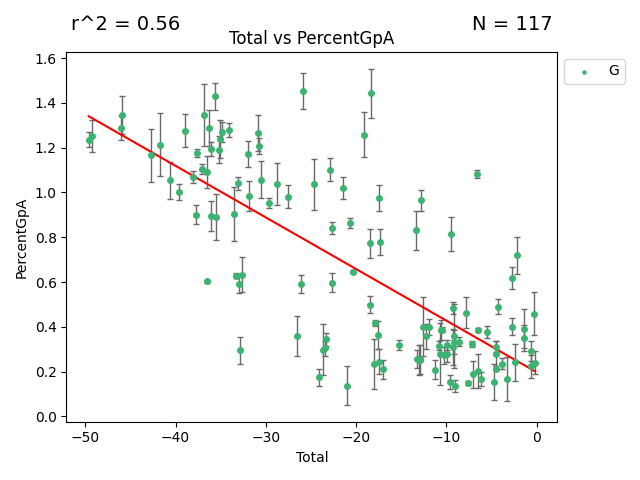 r^2 = 0.56
N = 117
Total vs PercentGpA
G
PercentGpA
1.6
1.4
1.2
1.0
0.8
0.6
0.4
0.2
0.0
−50
−40
−30
−20
−10
0
Total